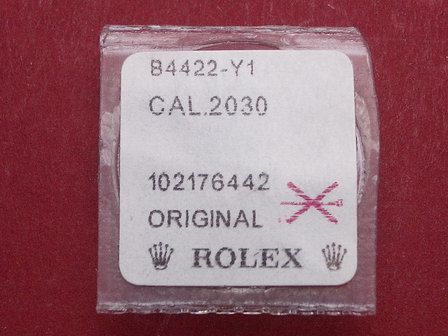 B4422-Y1
CAL.2030
102176442
ORIGINAL
ROLEX